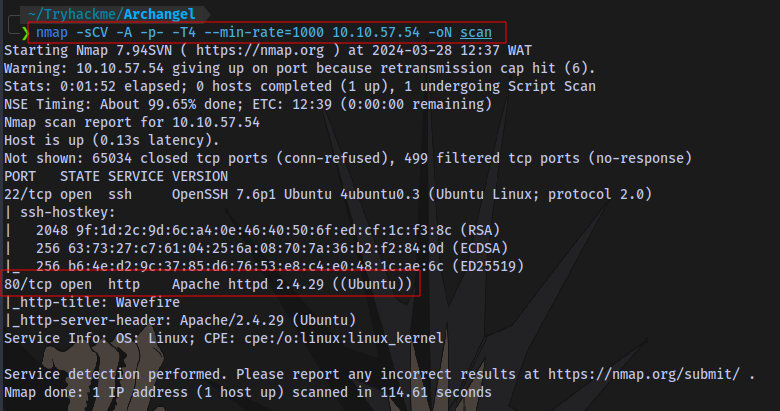 ~/Tryhackme/Archangel
❯ nmap -sCV -A -p- -T4 --min-rate=1000 10.10.57.54 -oN scan
Starting Nmap 7.94SVN ( https://nmap.org ) at 2024-03-28 12:37 WAT
Warning: 10.10.57.54 giving up on port because retransmission cap hit (6).
Stats: 0:01:52 elapsed; 0 hosts completed (1 up), 1 undergoing Script Scan
NSE Timing: About 99.65% done; ETC: 12:39 (0:00:00 remaining)
Nmap scan report for 10.10.57.54
Host is up (0.13s latency).
Not shown: 65034 closed tcp ports (conn-refused), 499 filtered tcp ports (no-response)
PORT   STATE SERVICE VERSION
22/tcp open  ssh     OpenSSH 7.6p1 Ubuntu 4ubuntu0.3 (Ubuntu Linux; protocol 2.0)
| ssh-hostkey:
|   2048 9f:1d:2c:9d:6c:a4:0e:46:40:50:6f:ed:cf:1c:f3:8c (RSA)
|   256 63:73:27:c7:61:04:25:6a:08:70:7a:36:b2:f2:84:0d (ECDSA)
|_  256 b6:4e:d2:9c:37:85:d6:76:53:e8:c4:e0:48:1c:ae:6c (ED25519)
80/tcp open  http    Apache httpd 2.4.29 ((Ubuntu))
|_http-title: Wavefire
|_http-server-header: Apache/2.4.29 (Ubuntu)
Service Info: OS: Linux; CPE: cpe:/o:linux:linux_kernel

Service detection performed. Please report any incorrect results at https://nmap.org/submit/ .
Nmap done: 1 IP address (1 host up) scanned in 114.61 seconds